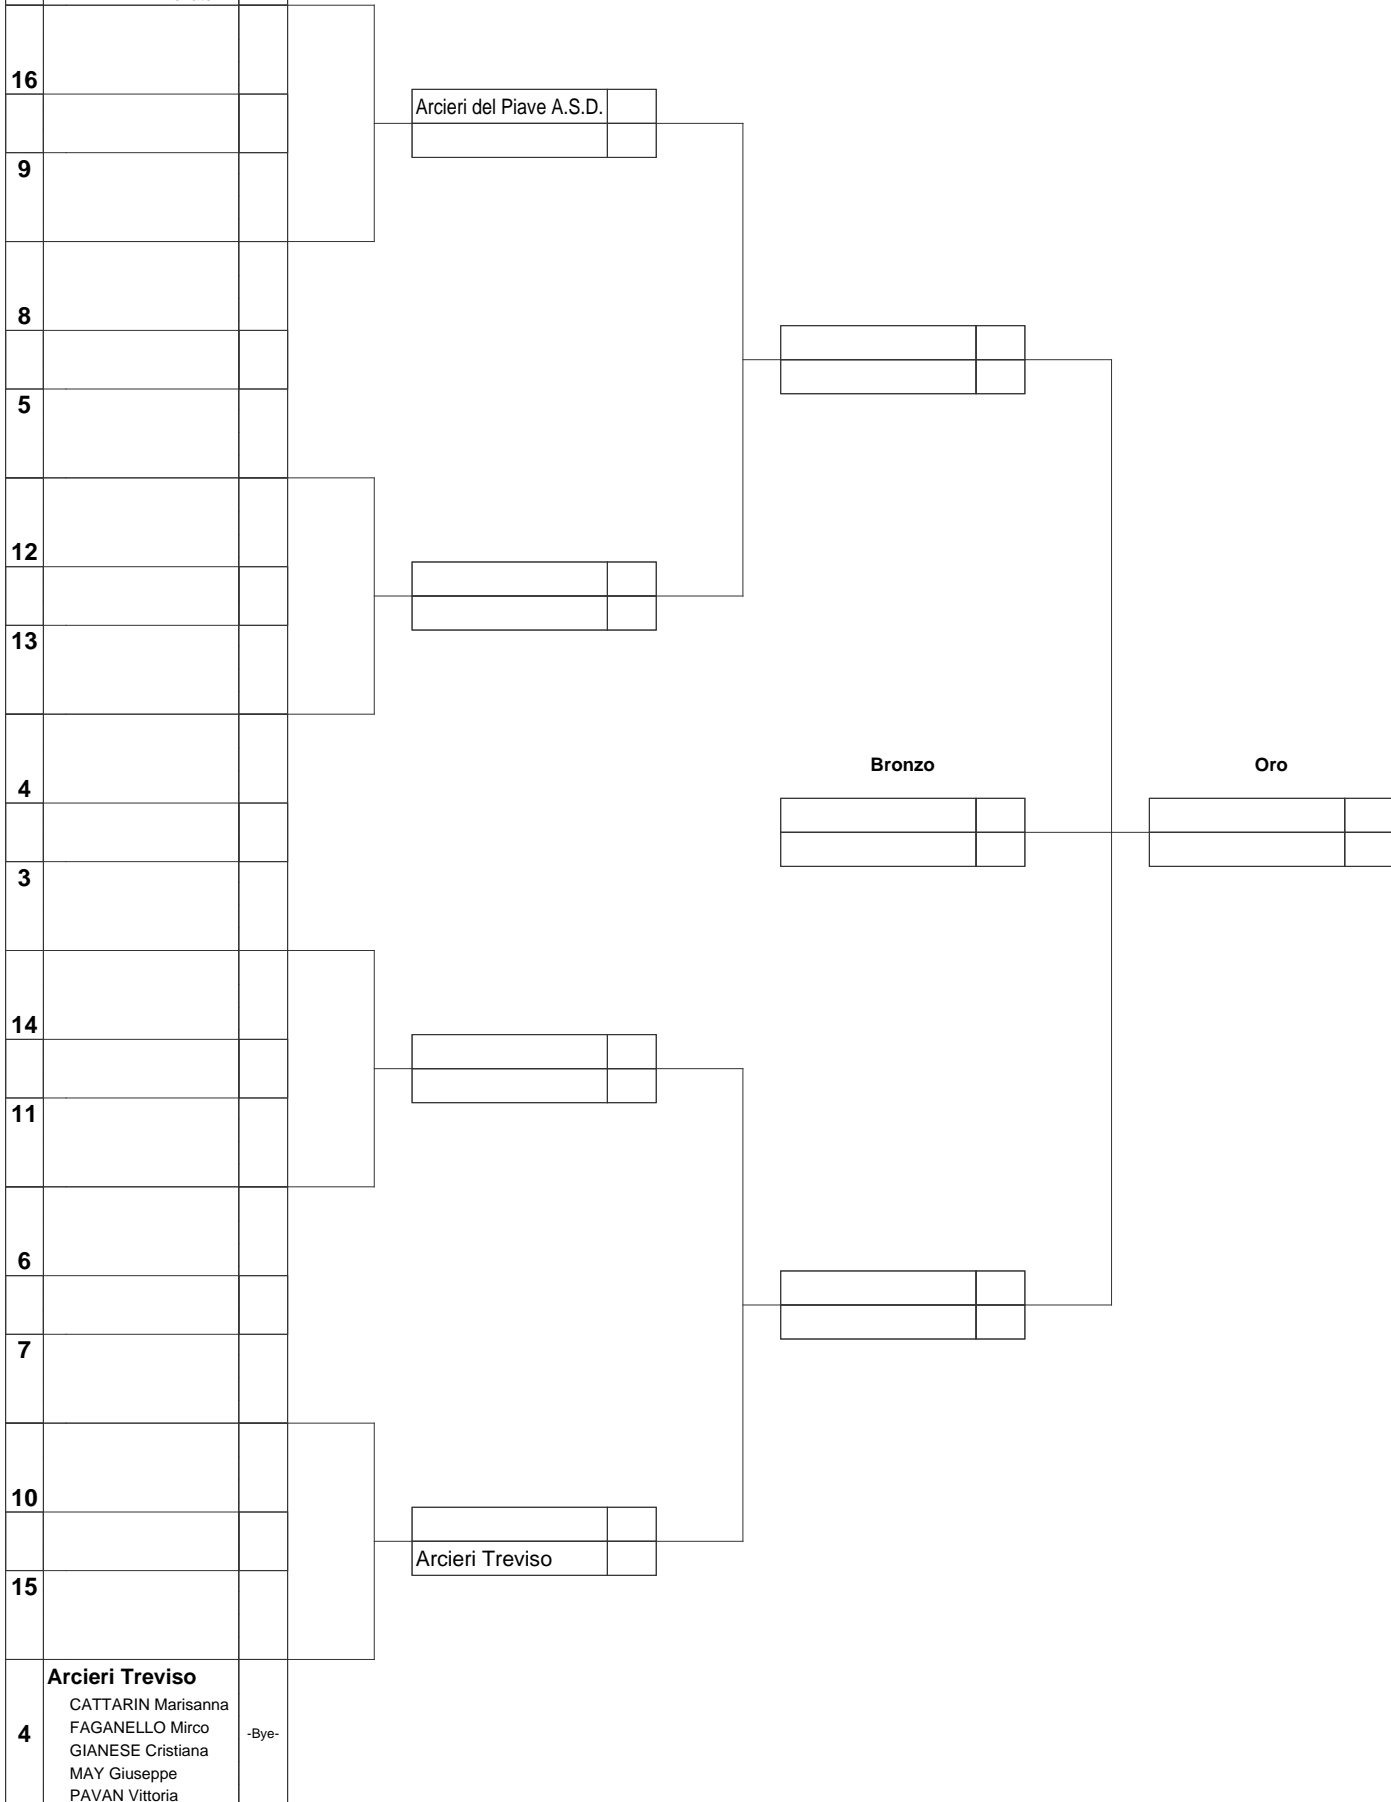 16
Arcieri del Piave A.S.D.
9
8
5
12
13
Bronzo
Oro
4
3
14
11
6
7
10
Arcieri Treviso
15
Arcieri Treviso
CATTARIN Marisanna
4
FAGANELLO Mirco
-Bye-
GIANESE Cristiana
MAY Giuseppe
PAVAN Vittoria